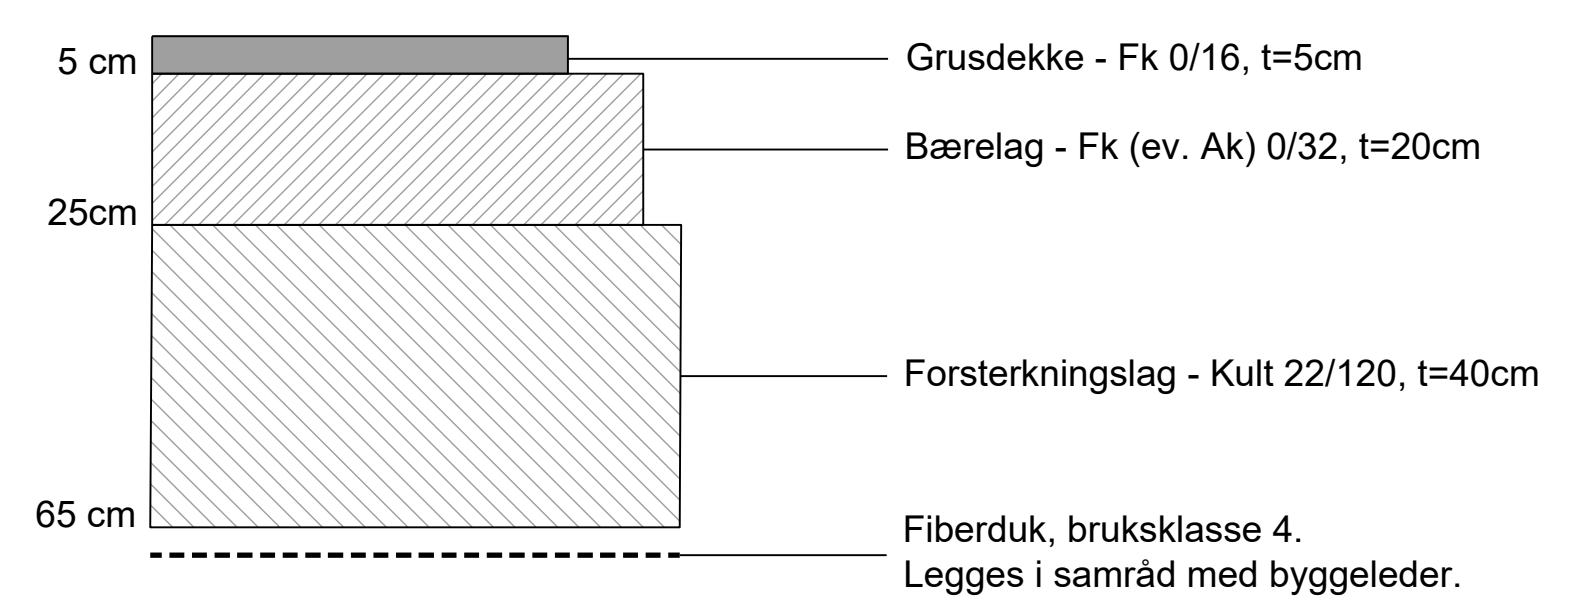 5 cm
Grusdekke - Fk 0/16, t=5cm
Bærelag - Fk (ev. Ak) 0/32, t=20cm
25cm
Forsterkningslag - Kult 22/120, t=40cm
65 cm
Fiberduk, bruksklasse 4.
Legges i samråd med byggeleder.